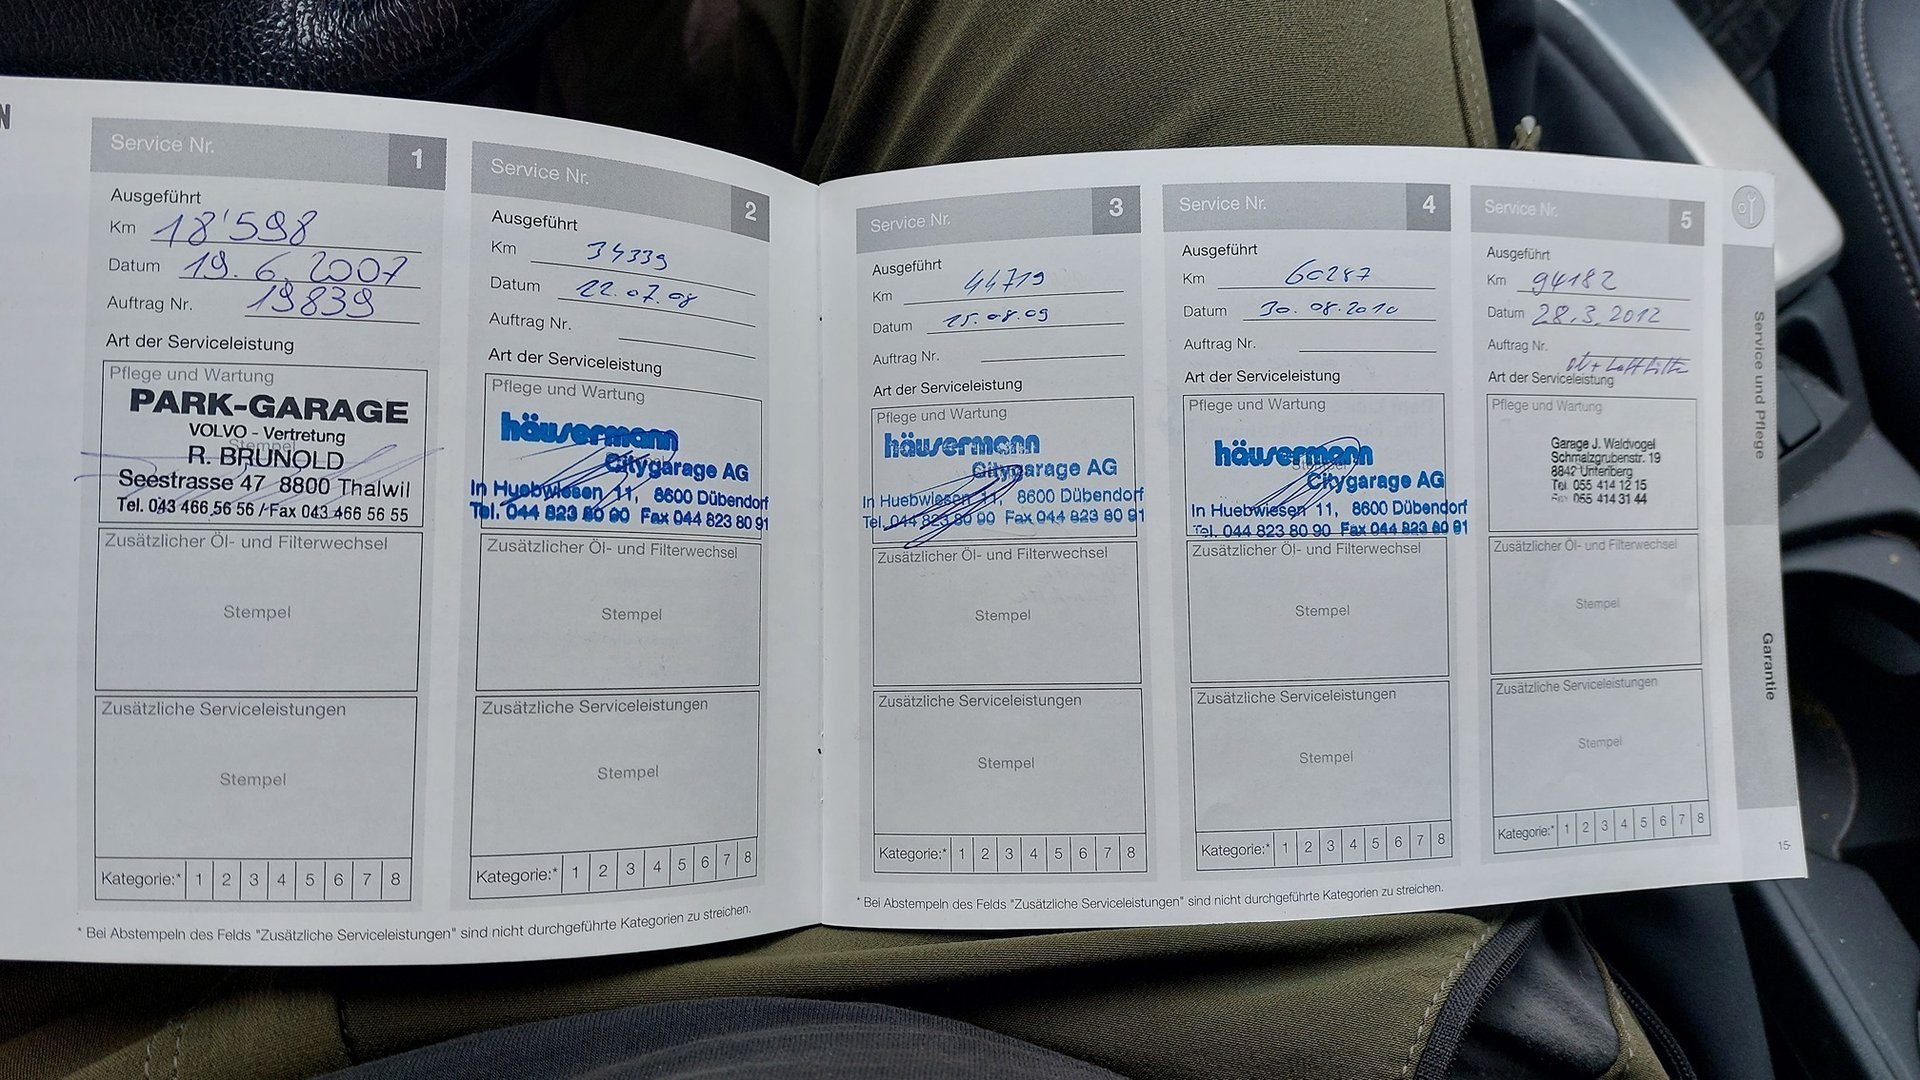 N
Service Nr. 1
Ausgeführt
Km 18'598
Datum 19.6.2007
Auftrag Nr. 19839
Art der Serviceleistung
Pflege und Wartung
PARK-GARAGE
VOLVO - Vertretung
Stempel
R. BRUNOLD
Seestrasse 47 8800 Thalwil
Tel. 043 466 56 56 / Fax 043 466 56 55
Zusätzlicher Öl- und Filterwechsel
Stempel
Zusätzliche Serviceleistungen
Stempel
Kategorie:* 1 2 3 4 5 6 7 8
Service Nr. 2
Ausgeführt
Km 34339
Datum 22.07.08
Auftrag Nr.
Art der Serviceleistung
Pflege und Wartung
häusermann
Citygarage AG
In Huebwiesen 11, 8600 Dübendorf
Tel. 044 823 80 90 Fax 044 823 80 91
Zusätzlicher Öl- und Filterwechsel
Stempel
Zusätzliche Serviceleistungen
Stempel
Kategorie:* 1 2 3 4 5 6 7 8
* Bei Abstempeln des Felds "Zusätzliche Serviceleistungen" sind nicht durchgeführte Kategorien zu streichen.
Service Nr. 3
Ausgeführt
Km 44719
Datum 15.08.09
Auftrag Nr.
Art der Serviceleistung
Pflege und Wartung
häusermann
Citygarage AG
In Huebwiesen 11, 8600 Dübendorf
Tel. 044 823 80 90 Fax 044 823 80 91
Zusätzlicher Öl- und Filterwechsel
Stempel
Zusätzliche Serviceleistungen
Stempel
Kategorie:* 1 2 3 4 5 6 7 8
Service Nr. 4
Ausgeführt
Km 60287
Datum 30.08.2010
Auftrag Nr.
Art der Serviceleistung
Pflege und Wartung
häusermann
Citygarage AG
In Huebwiesen 11, 8600 Dübendorf
Tel. 044 823 80 90 Fax 044 823 80 91
Zusätzlicher Öl- und Filterwechsel
Stempel
Zusätzliche Serviceleistungen
Stempel
Kategorie:* 1 2 3 4 5 6 7 8
Service Nr. 5
Ausgeführt
Km 94182
Datum 28.3.2012
Auftrag Nr.
Art der Serviceleistung
Pflege und Wartung
Garage J. Waldvogel
Schmalzgrubenstr. 19
8842 Unteriberg
Tel 055 414 12 15
Fax 055 414 31 44
Zusätzlicher Öl- und Filterwechsel
Stempel
Zusätzliche Serviceleistungen
Stempel
Kategorie:* 1 2 3 4 5 6 7 8
* Bei Abstempeln des Felds "Zusätzliche Serviceleistungen" sind nicht durchgeführte Kategorien zu streichen.
Service und Pflege
Garantie
15